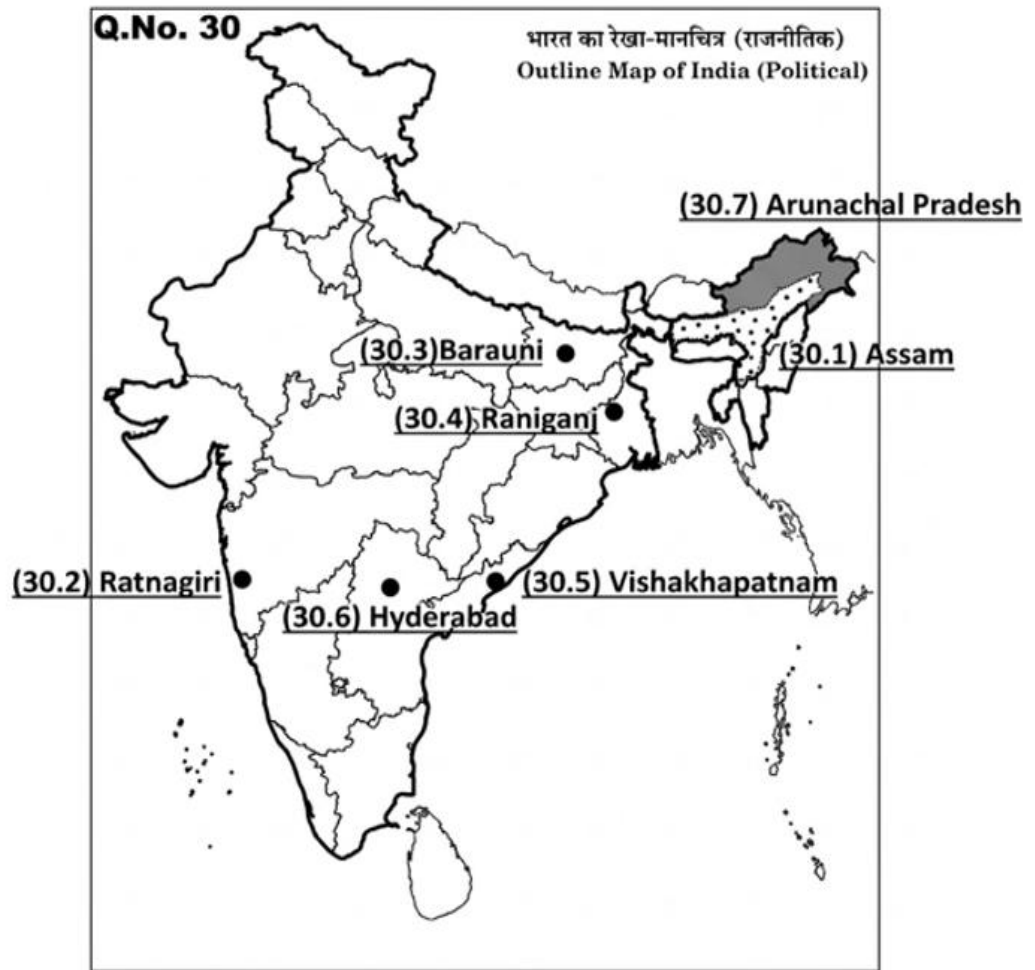 Q.No. 30
भारत का रेखा-मानचित्र (राजनीतिक)
Outline Map of India (Political)
(30.7) Arunachal Pradesh
(30.3)Barauni
(30.1) Assam
(30.4) Raniganj
(30.2) Ratnagiri
(30.5) Vishakhapatnam
(30.6) Hyderabad